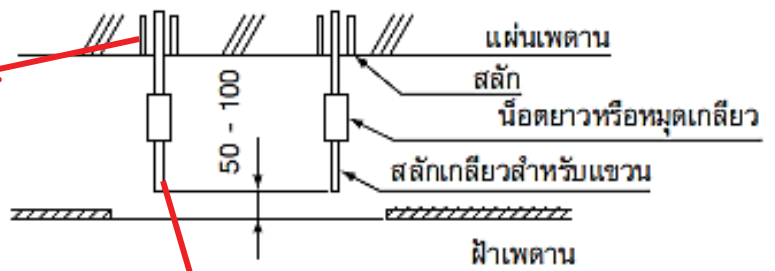 แผ่นเพดาน
สลัก
น็อตยาวหรือหมุดเกลียว
50 - 100
สลักเกลียวสำหรับแขวน
ฝ้าเพดาน